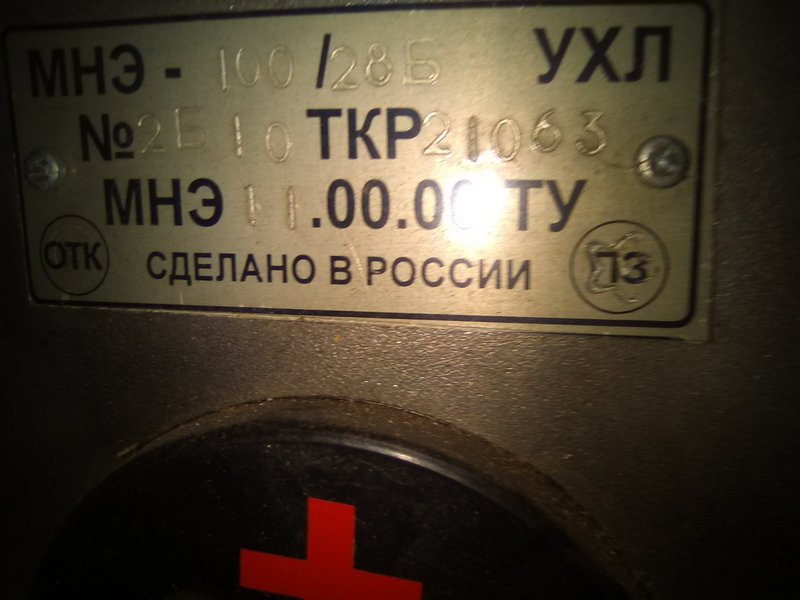 МНЭ - 100 /28Б УХЛ
№2Б10 ТКР21063
МНЭ 11.00.00 ТУ
ОТК СДЕЛАНО В РОССИИ ПЗ